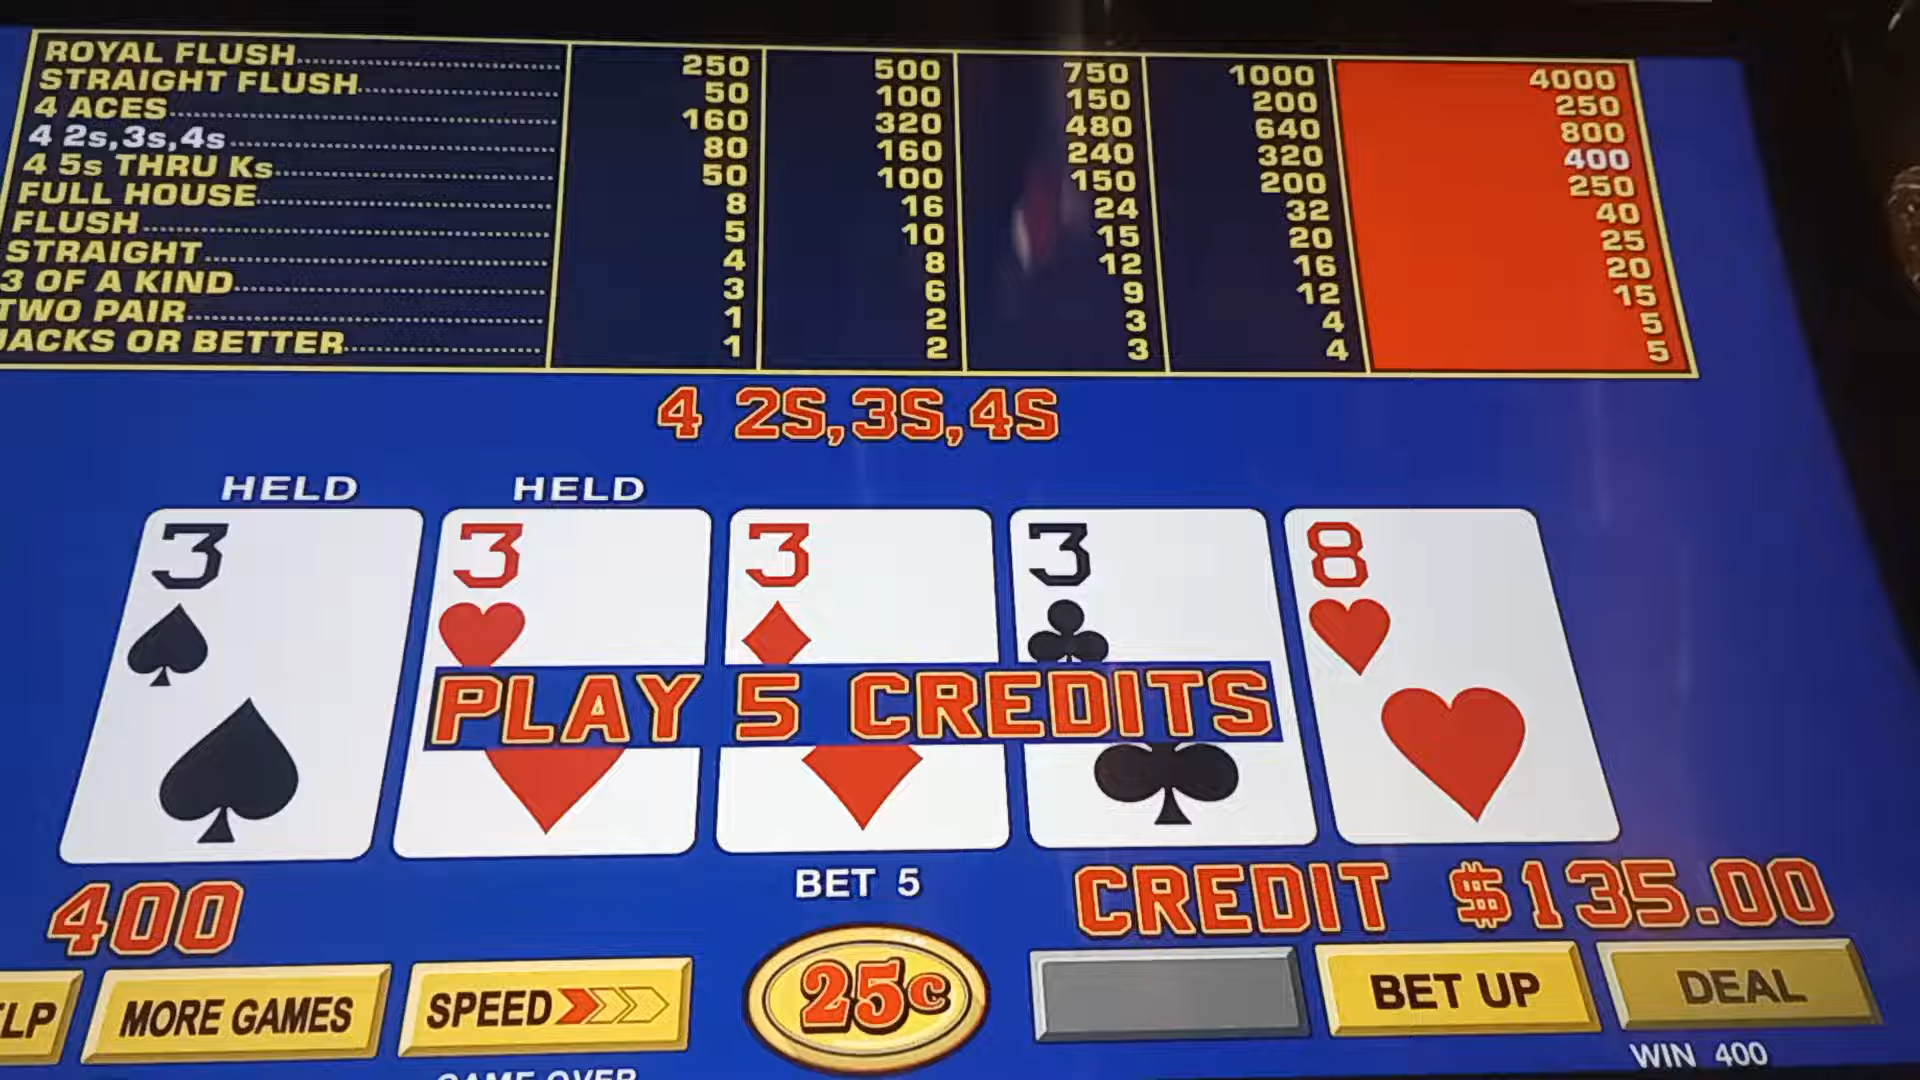 ROYAL FLUSH 250 500 750 1000 4000
STRAIGHT FLUSH 50 100 150 200 250
4 ACES 160 320 480 640 800
4 2s,3s,4s 80 160 240 320 400
4 5s THRU Ks 50 100 150 200 250
FULL HOUSE 8 16 24 32 40
FLUSH 5 10 15 20 25
STRAIGHT 4 8 12 16 20
3 OF A KIND 3 6 9 12 15
TWO PAIR 1 2 3 4 5
JACKS OR BETTER 1 2 3 4 5
4 2S,3S,4S
HELD HELD
3 3 3 3 8
PLAY 5 CREDITS
400 BET 5 CREDIT $135.00
LP MORE GAMES SPEED 25¢ BET UP DEAL
GAME OVER WIN 400